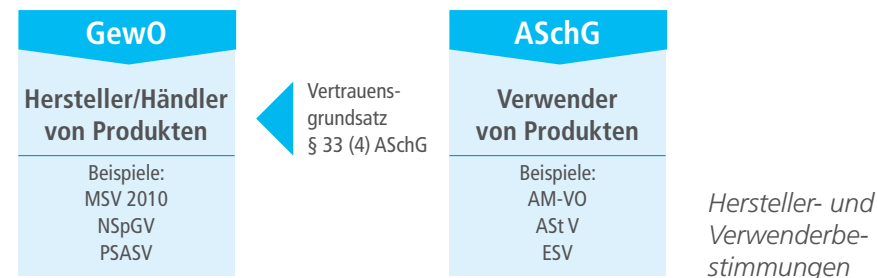 GewO
Hersteller/Händler
von Produkten
Beispiele:
MSV 2010
NSpGV
PSASV
Vertrauens-
grundsatz
§ 33 (4) ASchG
ASchG
Verwender
von Produkten
Beispiele:
AM-VO
ASt V
ESV
Hersteller- und
Verwenderbe-
stimmungen